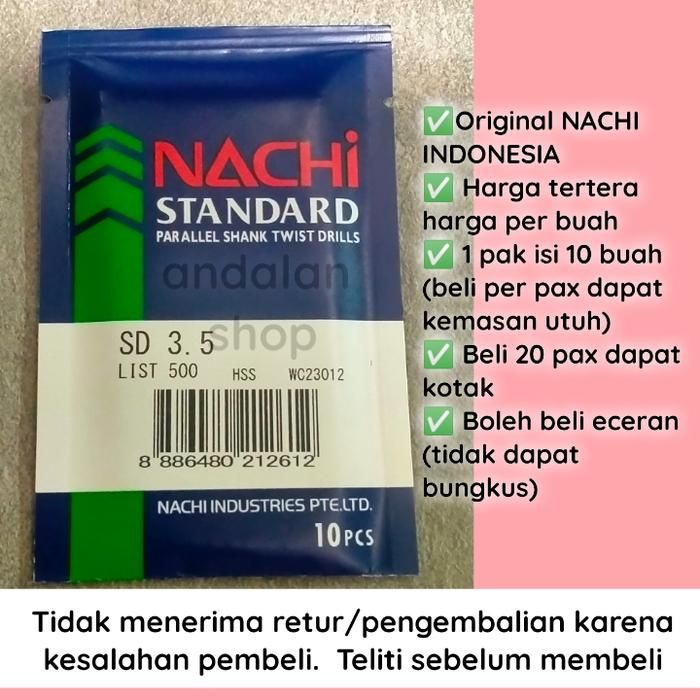 NACHi
STANDARD
PARALLEL SHANK TWIST DRILLS
andalan
shop
SD 3.5
LIST 500 HSS WC23012
8 886480 212612
NACHI INDUSTRIES PTE.LTD.
10 PCS
✅Original NACHI
INDONESIA
✅ Harga tertera
harga per buah
✅ 1 pak isi 10 buah
(beli per pax dapat
kemasan utuh)
✅ Beli 20 pax dapat
kotak
✅ Boleh beli eceran
(tidak dapat
bungkus)
Tidak menerima retur/pengembalian karena
kesalahan pembeli. Teliti sebelum membeli